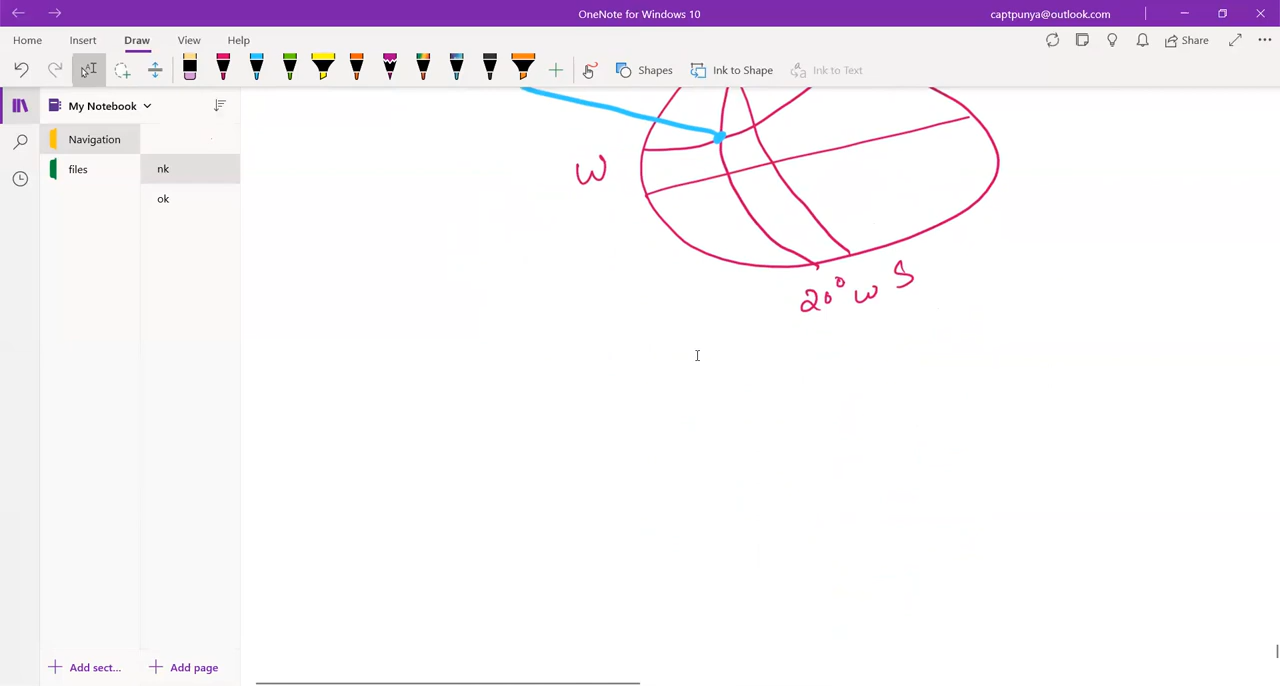 OneNote for Windows 10
captpunya@outlook.com
Home Insert Draw View Help
Share
Shapes
Ink to Shape
Ink to Text
My Notebook
Navigation
files
nk
ok
W
20° W S
Add sect...
Add page